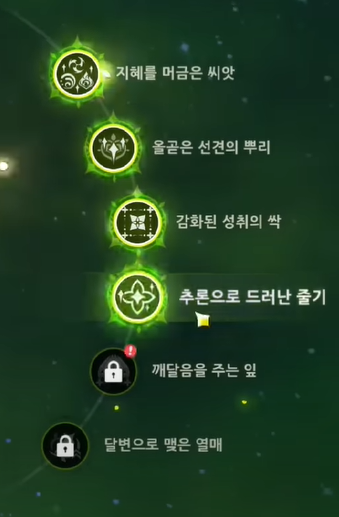 지혜를 머금은 씨앗
올곧은 선견의 뿌리
감화된 성취의 싹
추론으로 드러난 줄기
!
깨달음을 주는 잎
달변으로 맺은 열매